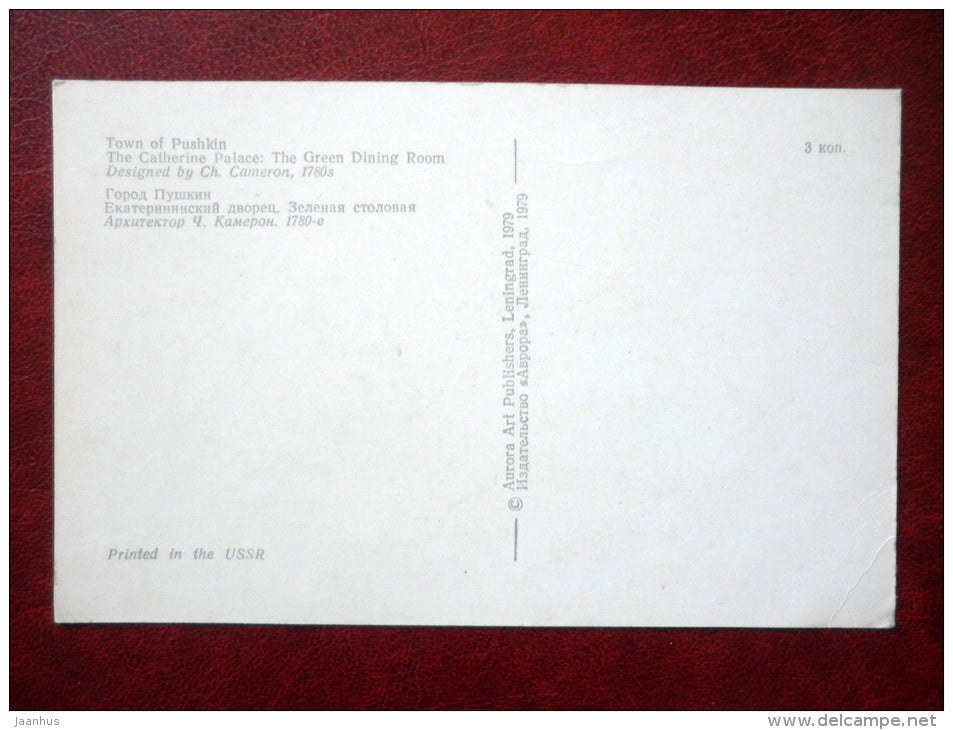 Town of Pushkin
The Catherine Palace: The Green Dining Room
Designed by Ch. Cameron, 1780s
Город Пушкин
Екатерининский дворец. Зеленая столовая
Архитектор Ч. Камерон. 1780-е
Printed in the USSR
© Aurora Art Publishers, Leningrad, 1979
Издательство «Аврора», Ленинград, 1979
3 коп.
jaanhus
www.delcampe.net